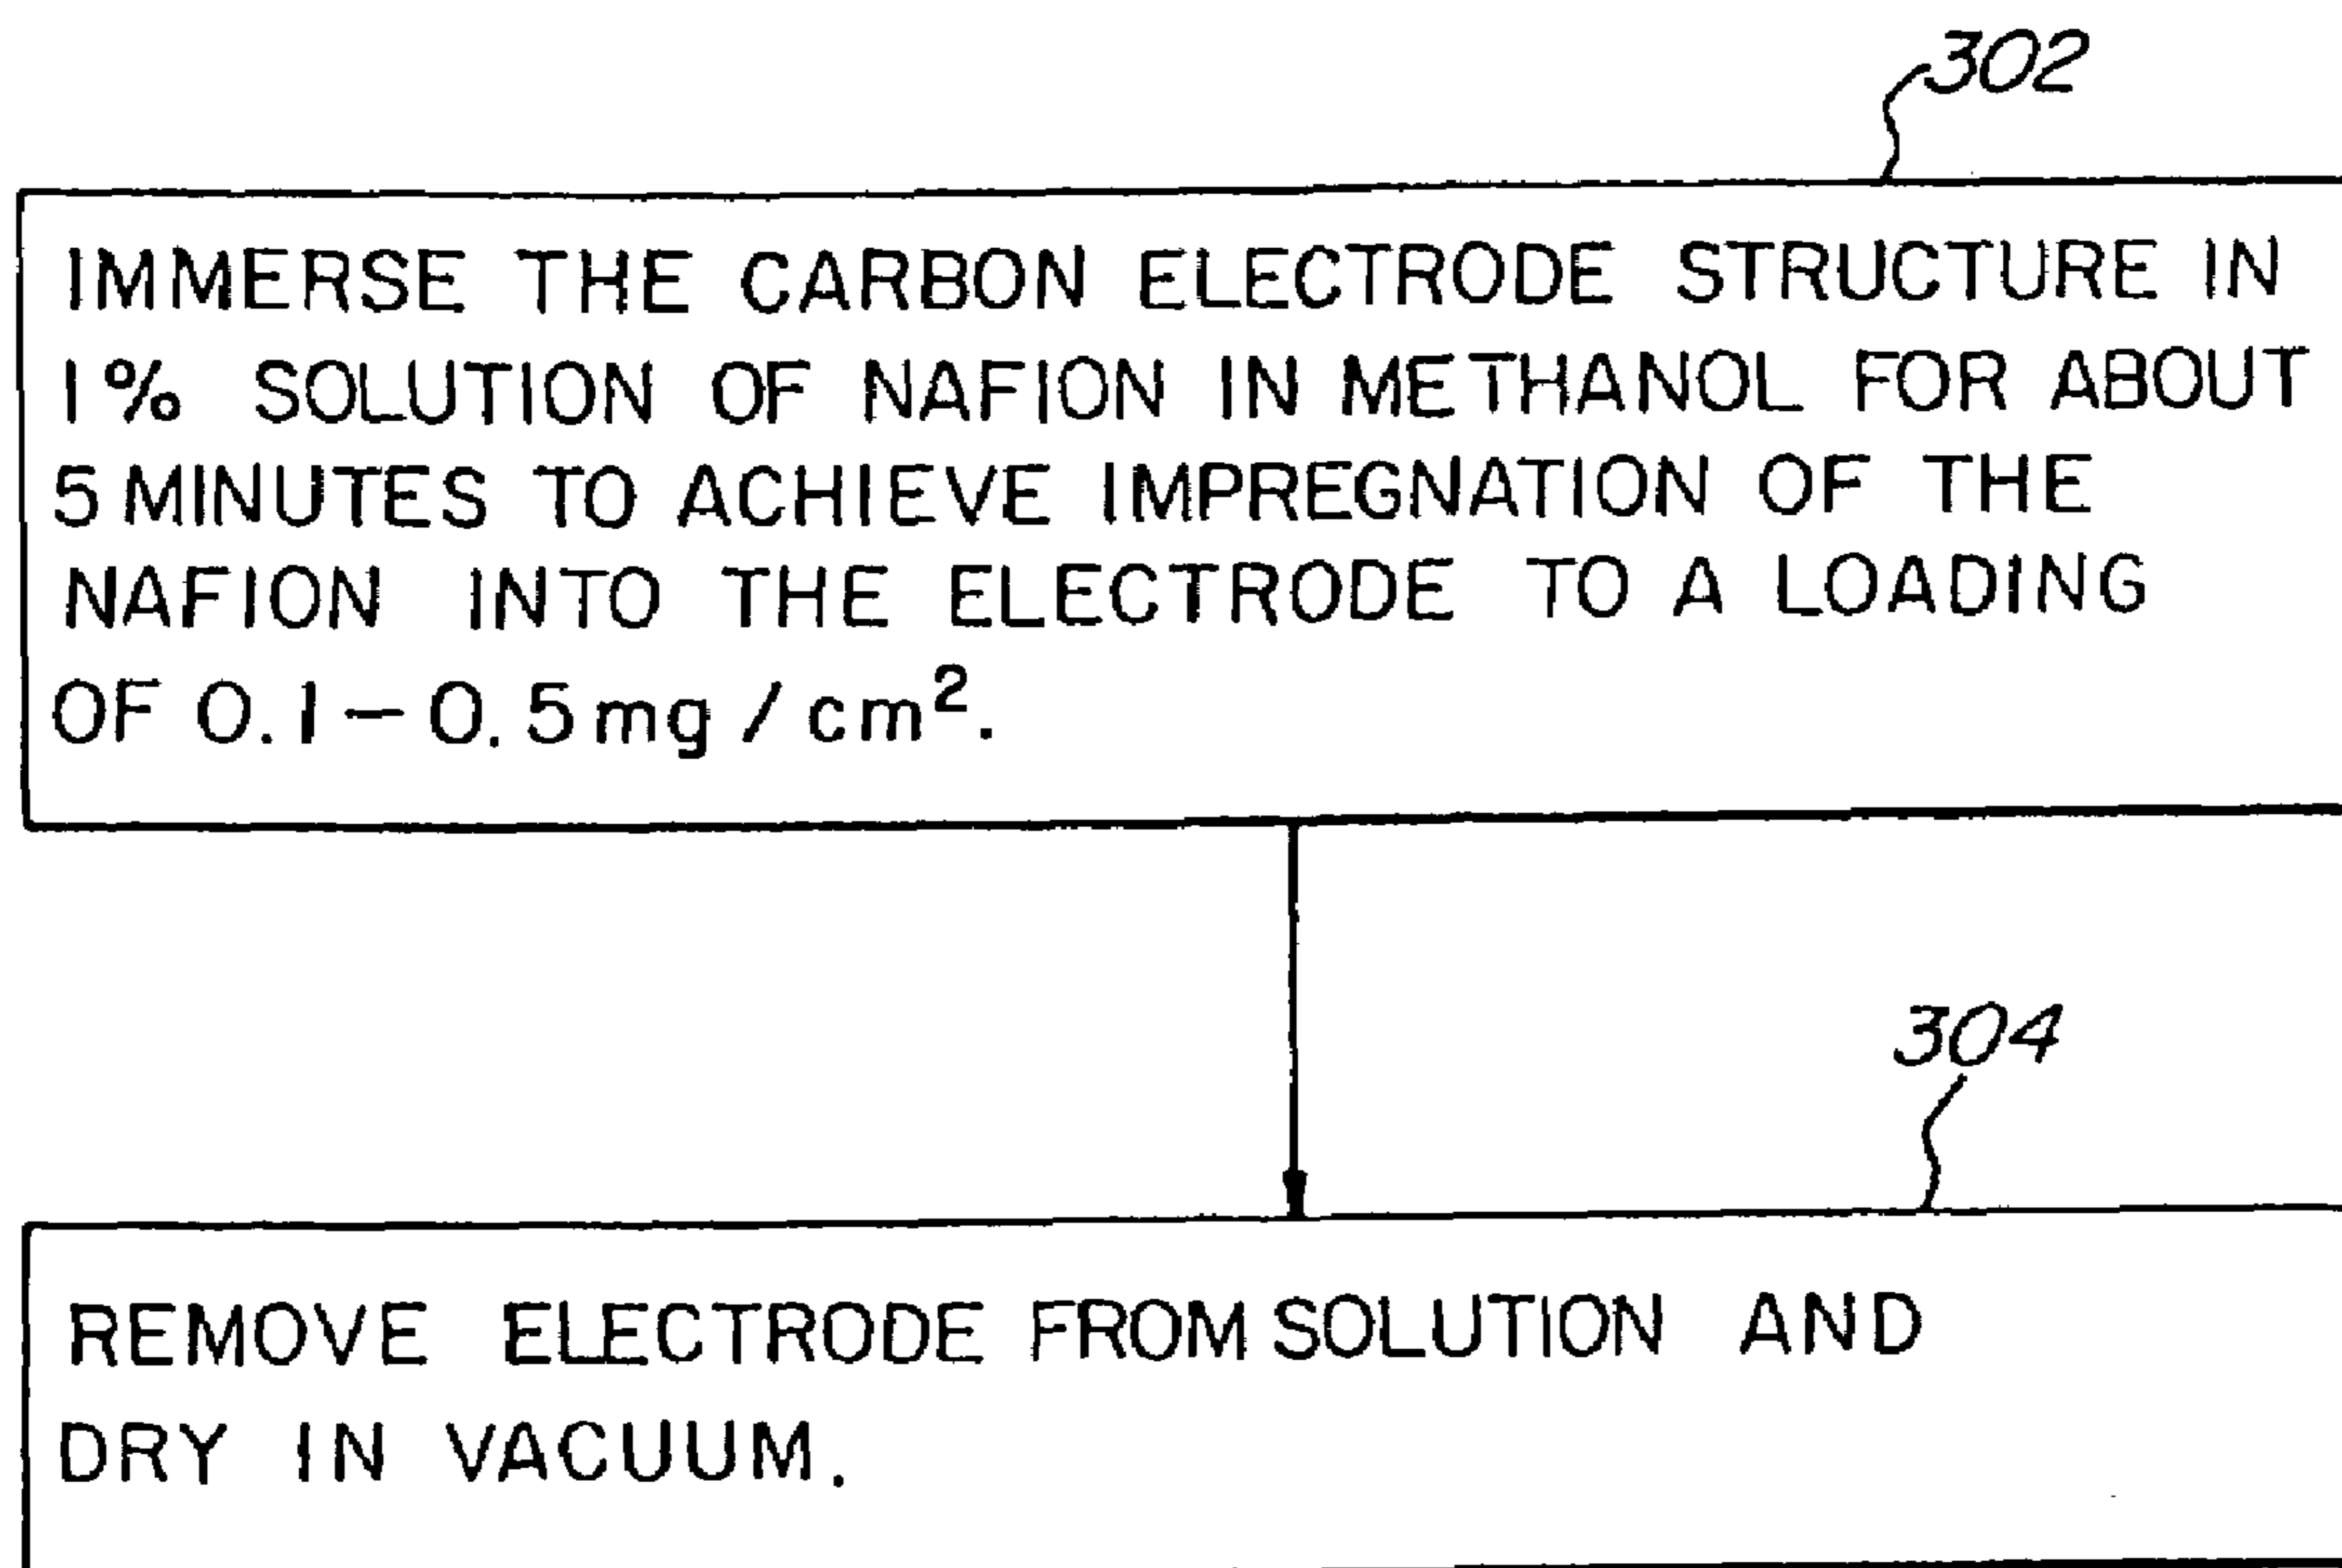 302
IMMERSE THE CARBON ELECTRODE STRUCTURE IN
1% SOLUTION OF NAFION IN METHANOL FOR ABOUT
5 MINUTES TO ACHIEVE IMPREGNATION OF THE
NAFION INTO THE ELECTRODE TO A LOADING
OF 0.1-0.5mg/cm².
304
REMOVE ELECTRODE FROM SOLUTION AND
DRY IN VACUUM.